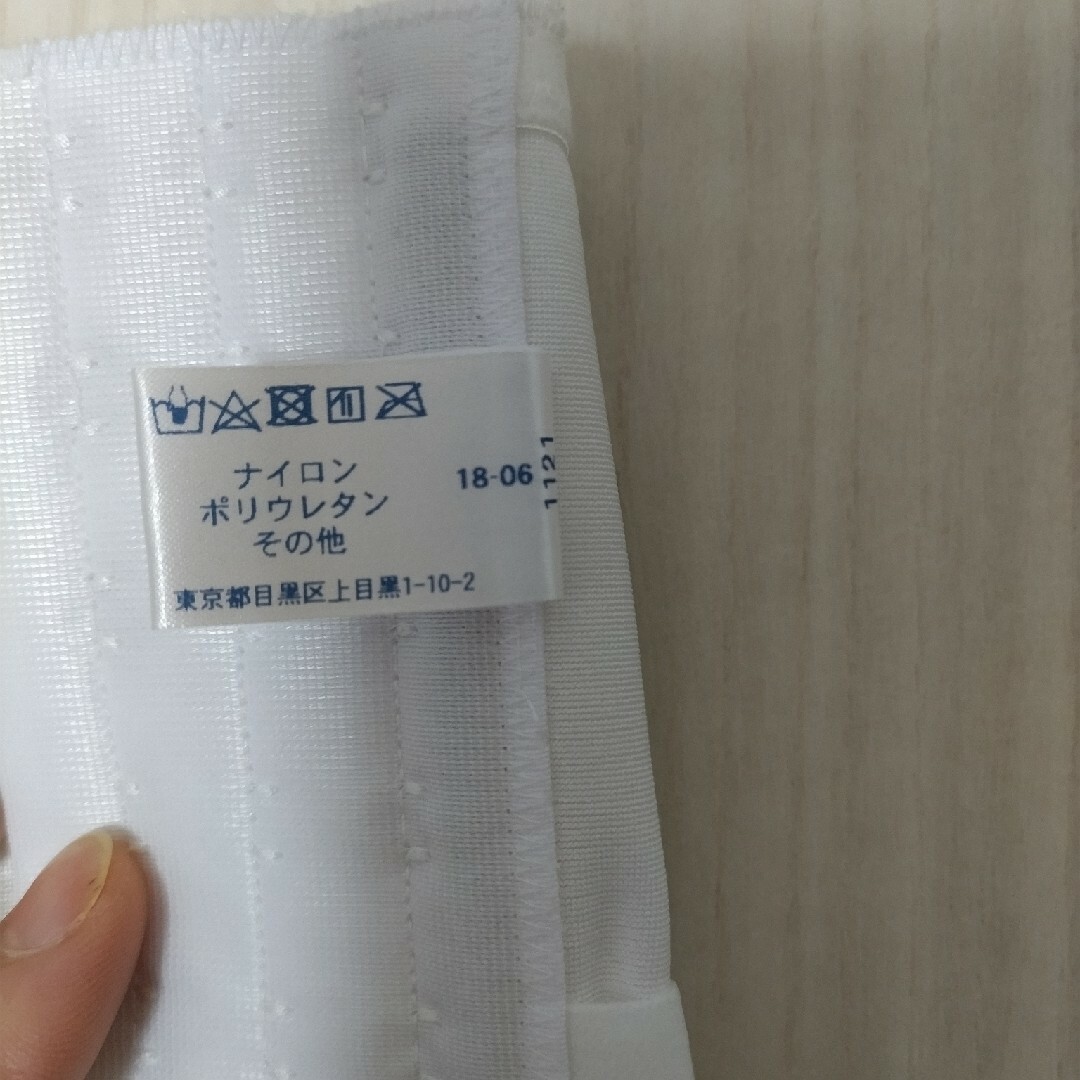 ナイロン
ポリウレタン
その他
18-06
1121
東京都目黒区上目黒1-10-2